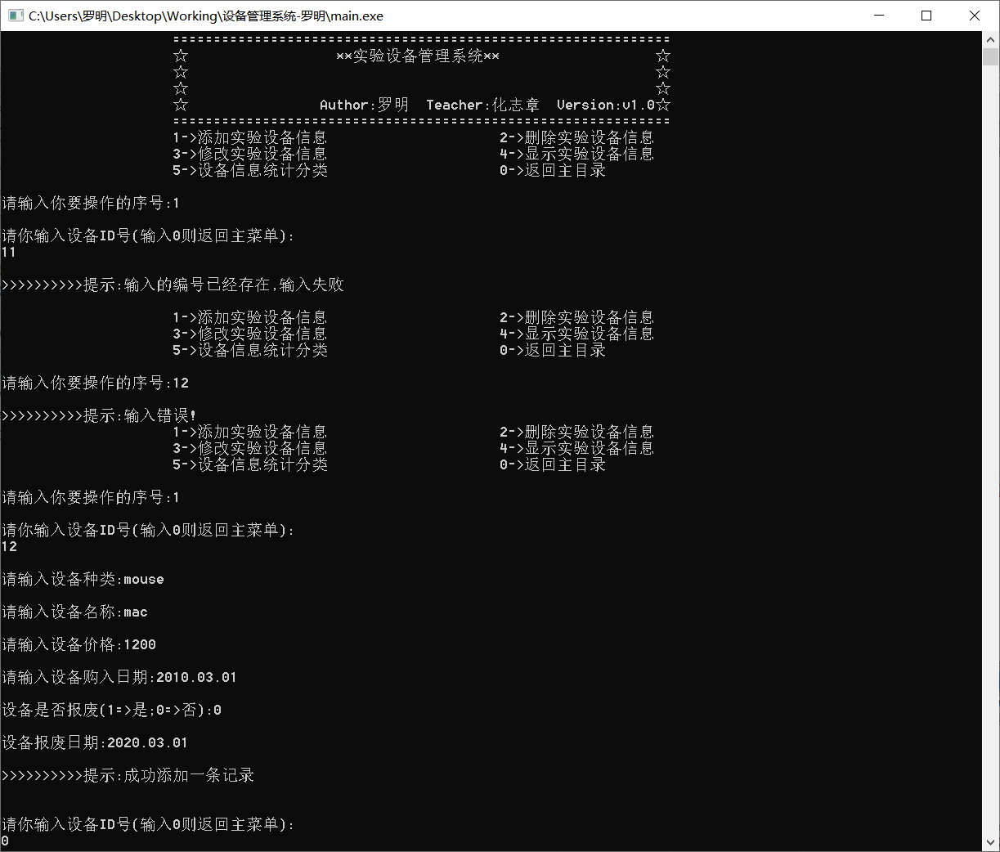 C:\Users\罗明\Desktop\Working\设备管理系统-罗明\main.exe
=============================================================
☆ **实验设备管理系统** ☆
☆ ☆
☆ ☆
☆ Author:罗明 Teacher:化志章 Version:v1.0☆
=============================================================
1->添加实验设备信息 2->删除实验设备信息
3->修改实验设备信息 4->显示实验设备信息
5->设备信息统计分类 0->返回主目录
请输入你要操作的序号:1
请你输入设备ID号(输入0则返回主菜单):
11
>>>>>>>>>>提示:输入的编号已经存在,输入失败
1->添加实验设备信息 2->删除实验设备信息
3->修改实验设备信息 4->显示实验设备信息
5->设备信息统计分类 0->返回主目录
请输入你要操作的序号:12
>>>>>>>>>>提示:输入错误!
1->添加实验设备信息 2->删除实验设备信息
3->修改实验设备信息 4->显示实验设备信息
5->设备信息统计分类 0->返回主目录
请输入你要操作的序号:1
请你输入设备ID号(输入0则返回主菜单):
12
请输入设备种类:mouse
请输入设备名称:mac
请输入设备价格:1200
请输入设备购入日期:2010.03.01
设备是否报废(1=>是;0=>否):0
设备报废日期:2020.03.01
>>>>>>>>>>提示:成功添加一条记录
请你输入设备ID号(输入0则返回主菜单):
0